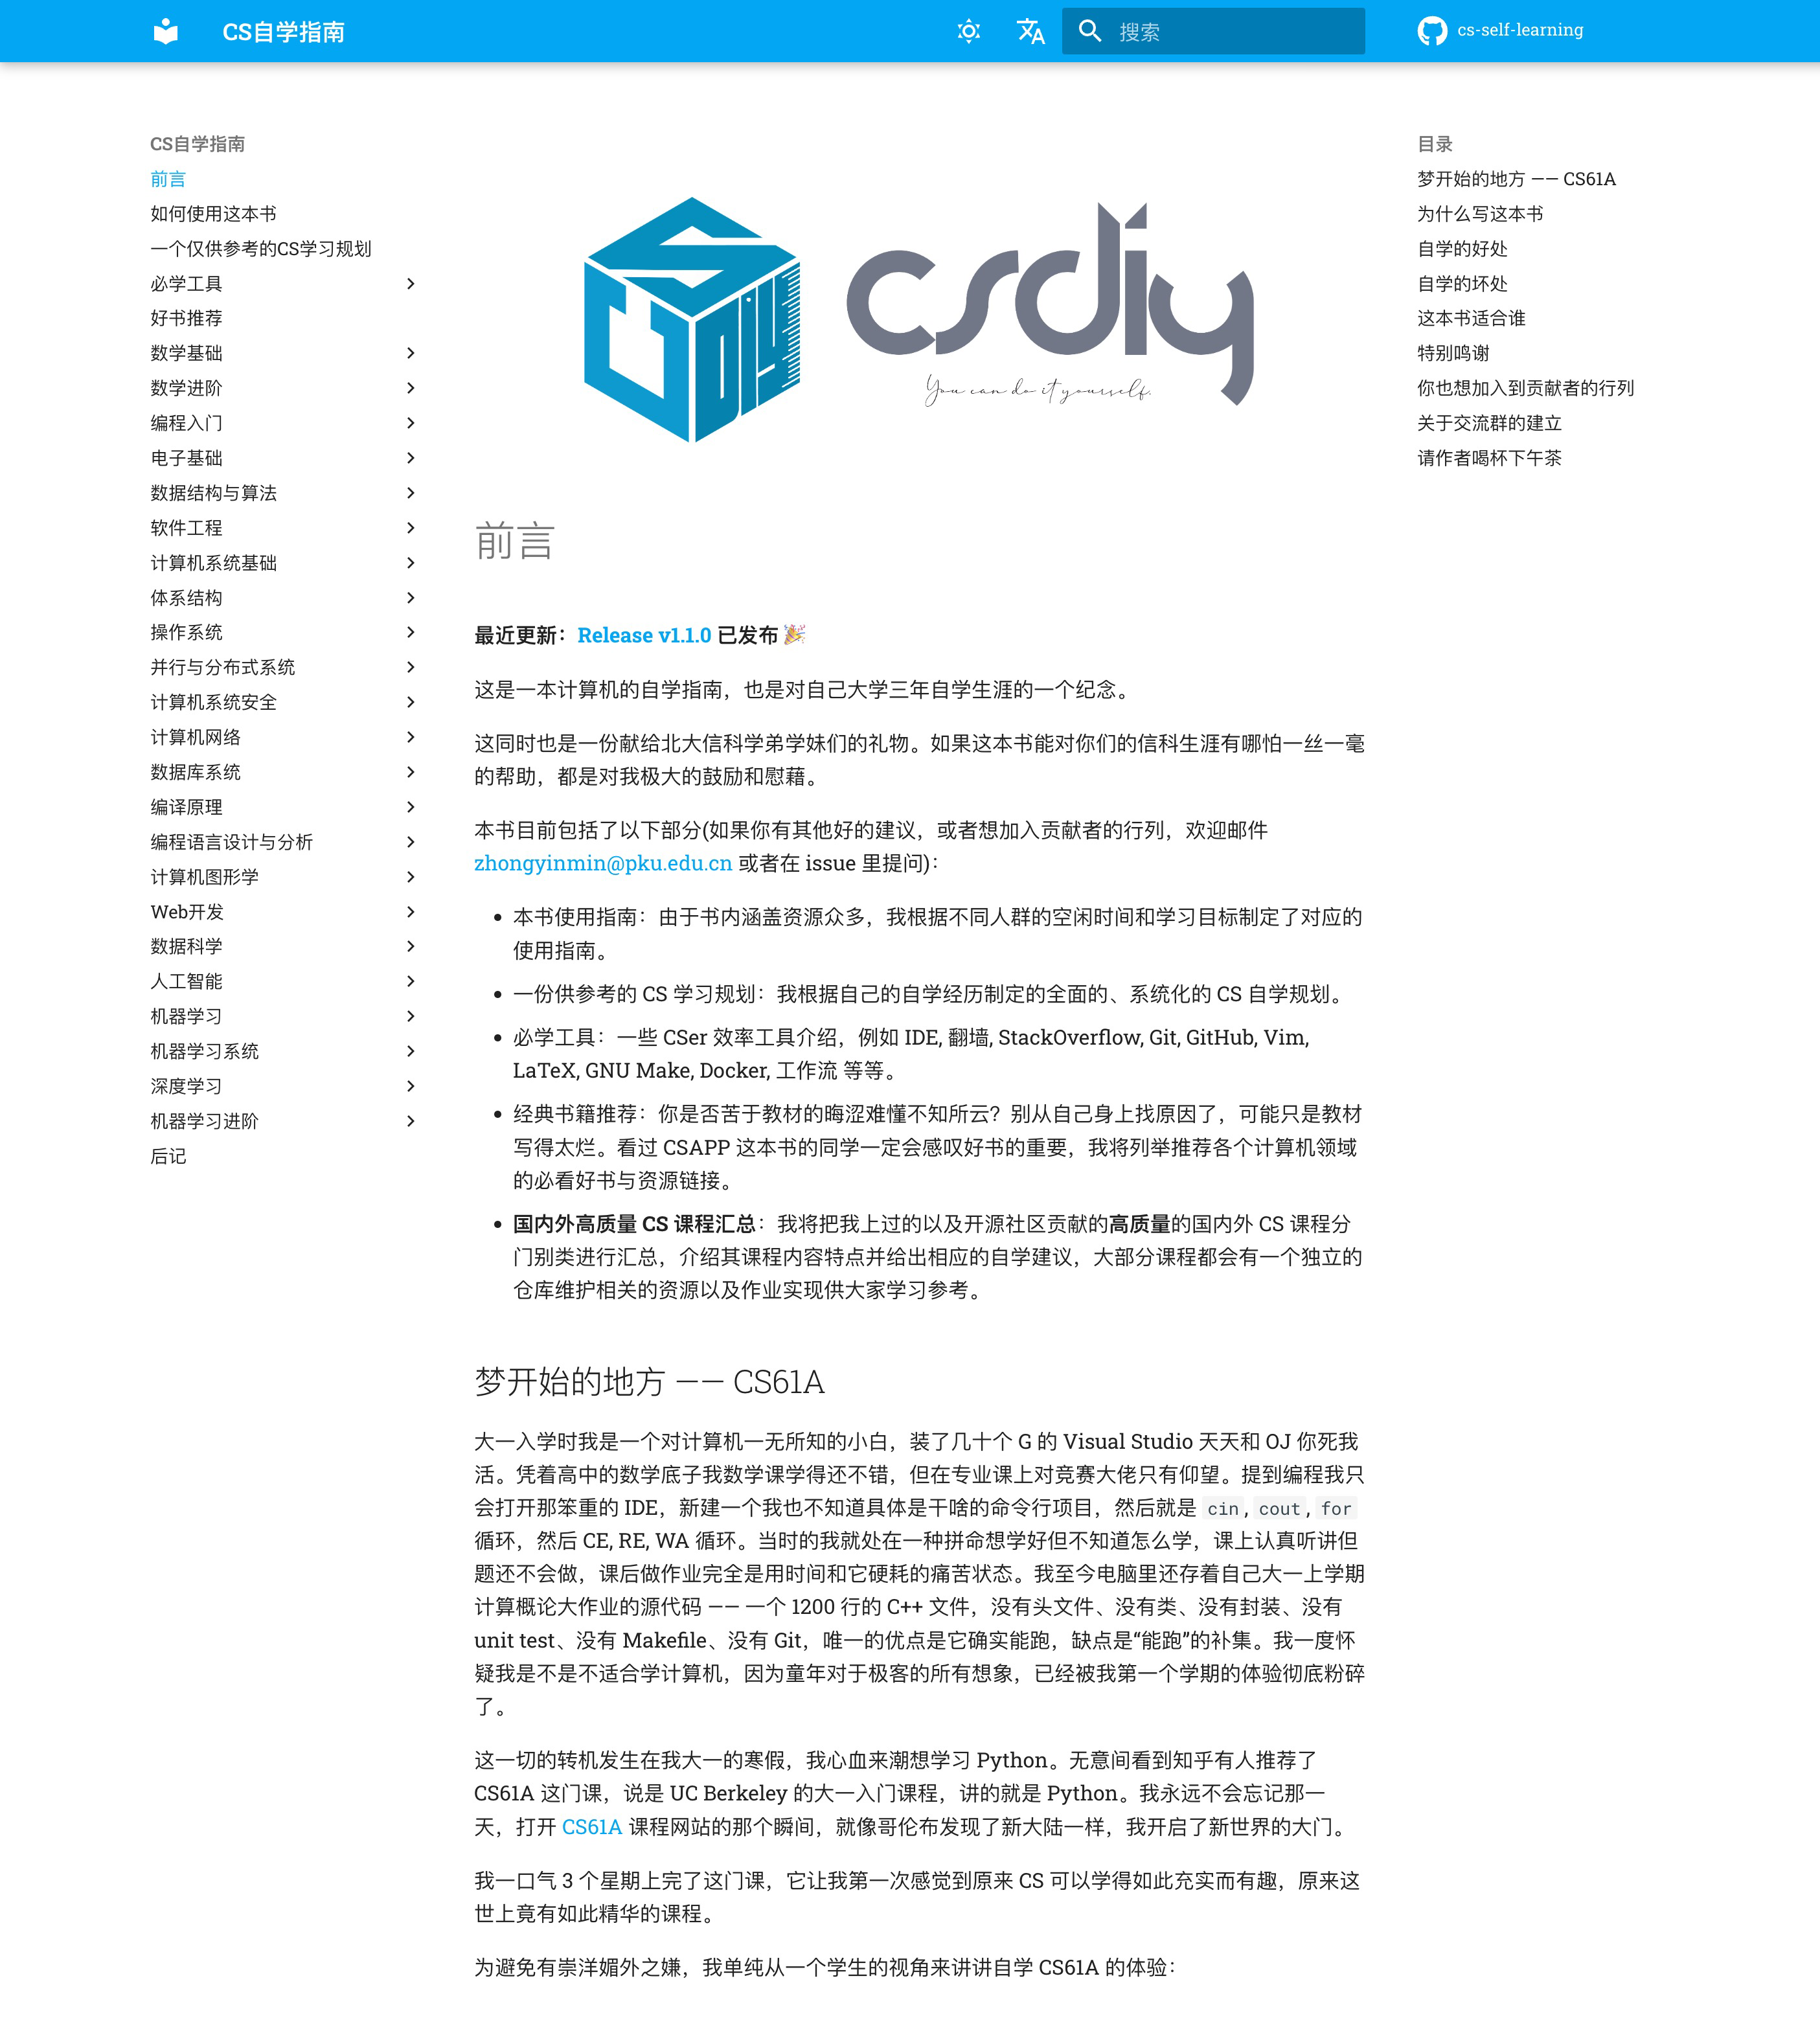 CS自学指南
搜索
cs-self-learning
CS自学指南
前言
如何使用这本书
一个仅供参考的CS学习规划
必学工具
好书推荐
数学基础
数学进阶
编程入门
电子基础
数据结构与算法
软件工程
计算机系统基础
体系结构
操作系统
并行与分布式系统
计算机系统安全
计算机网络
数据库系统
编译原理
编程语言设计与分析
计算机图形学
Web开发
数据科学
人工智能
机器学习
机器学习系统
深度学习
机器学习进阶
后记
CSDIY
csdiy
You can do it yourself.
前言
最近更新：Release v1.1.0 已发布🎉
这是一本计算机的自学指南，也是对自己大学三年自学生涯的一个纪念。
这同时也是一份献给北大信科学弟学妹们的礼物。如果这本书能对你们的信科生涯有哪怕一丝一毫
的帮助，都是对我极大的鼓励和慰藉。
本书目前包括了以下部分(如果你有其他好的建议，或者想加入贡献者的行列，欢迎邮件
zhongyinmin@pku.edu.cn 或者在 issue 里提问)：
• 本书使用指南：由于书内涵盖资源众多，我根据不同人群的空闲时间和学习目标制定了对应的
使用指南。
• 一份供参考的 CS 学习规划：我根据自己的自学经历制定的全面的、系统化的 CS 自学规划。
• 必学工具：一些 CSer 效率工具介绍，例如 IDE, 翻墙, StackOverflow, Git, GitHub, Vim,
LaTeX, GNU Make, Docker, 工作流 等等。
• 经典书籍推荐：你是否苦于教材的晦涩难懂不知所云？别从自己身上找原因了，可能只是教材
写得太烂。看过 CSAPP 这本书的同学一定会感叹好书的重要，我将列举推荐各个计算机领域
的必看好书与资源链接。
• 国内外高质量 CS 课程汇总：我将把我上过的以及开源社区贡献的高质量的国内外 CS 课程分
门别类进行汇总，介绍其课程内容特点并给出相应的自学建议，大部分课程都会有一个独立的
仓库维护相关的资源以及作业实现供大家学习参考。
梦开始的地方 —— CS61A
大一入学时我是一个对计算机一无所知的小白，装了几十个 G 的 Visual Studio 天天和 OJ 你死我
活。凭着高中的数学底子我数学课学得还不错，但在专业课上对竞赛大佬只有仰望。提到编程我只
会打开那笨重的 IDE，新建一个我也不知道具体是干啥的命令行项目，然后就是 cin, cout, for
循环，然后 CE, RE, WA 循环。当时的我就处在一种拼命想学好但不知道怎么学，课上认真听讲但
题还不会做，课后做作业完全是用时间和它硬耗的痛苦状态。我至今电脑里还存着自己大一上学期
计算概论大作业的源代码 —— 一个 1200 行的 C++ 文件，没有头文件、没有类、没有封装、没有
unit test、没有 Makefile、没有 Git，唯一的优点是它确实能跑，缺点是“能跑”的补集。我一度怀
疑我是不是不适合学计算机，因为童年对于极客的所有想象，已经被我第一个学期的体验彻底粉碎
了。
这一切的转机发生在我大一的寒假，我心血来潮想学习 Python。无意间看到知乎有人推荐了
CS61A 这门课，说是 UC Berkeley 的大一入门课程，讲的就是 Python。我永远不会忘记那一
天，打开 CS61A 课程网站的那个瞬间，就像哥伦布发现了新大陆一样，我开启了新世界的大门。
我一口气 3 个星期上完了这门课，它让我第一次感觉到原来 CS 可以学得如此充实而有趣，原来这
世上竟有如此精华的课程。
为避免有崇洋媚外之嫌，我单纯从一个学生的视角来讲讲自学 CS61A 的体验：
目录
梦开始的地方 —— CS61A
为什么写这本书
自学的好处
自学的坏处
这本书适合谁
特别鸣谢
你也想加入到贡献者的行列
关于交流群的建立
请作者喝杯下午茶